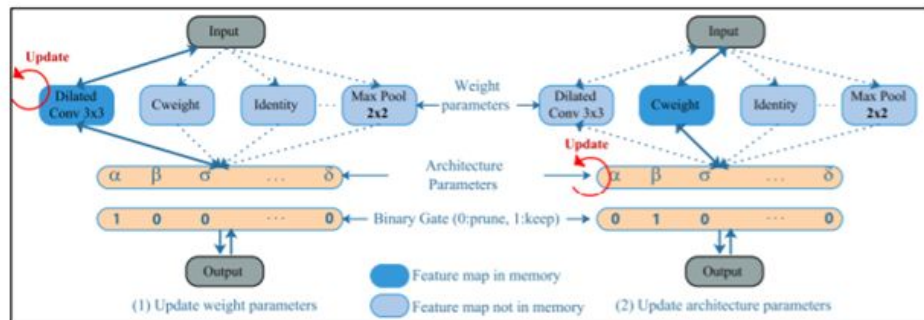 Input
Update
Dilated
Conv 3x3
Cweight
Identity
...
Max Pool
2x2
Weight
parameters
Input
Dilated
Conv 3x3
Cweight
Identity
...
Max Pool
2x2
Update
α β σ ... δ
Architecture
Parameters
α β σ ... δ
1 0 0 ... 0
Binary Gate (0:prune, 1:keep)
0 1 0 ... 0
Output
Output
Feature map in memory
Feature map not in memory
(1) Update weight parameters
(2) Update architecture parameters